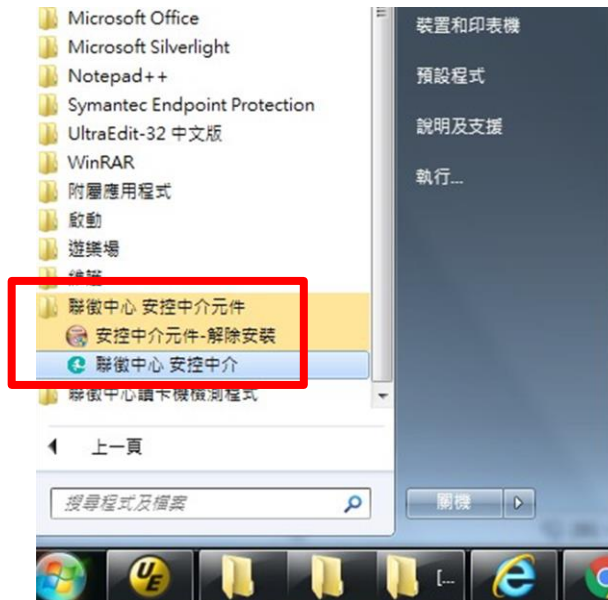 Microsoft Office
Microsoft Silverlight
Notepad++
Symantec Endpoint Protection
UltraEdit-32 中文版
WinRAR
附屬應用程式
啟動
遊樂場
維護
聯徵中心 安控中介元件
安控中介元件-解除安裝
聯徵中心 安控中介
聯徵中心讀卡機檢測程式
上一頁
搜尋程式及檔案
裝置和印表機
預設程式
說明及支援
執行...
關機
UE
[...